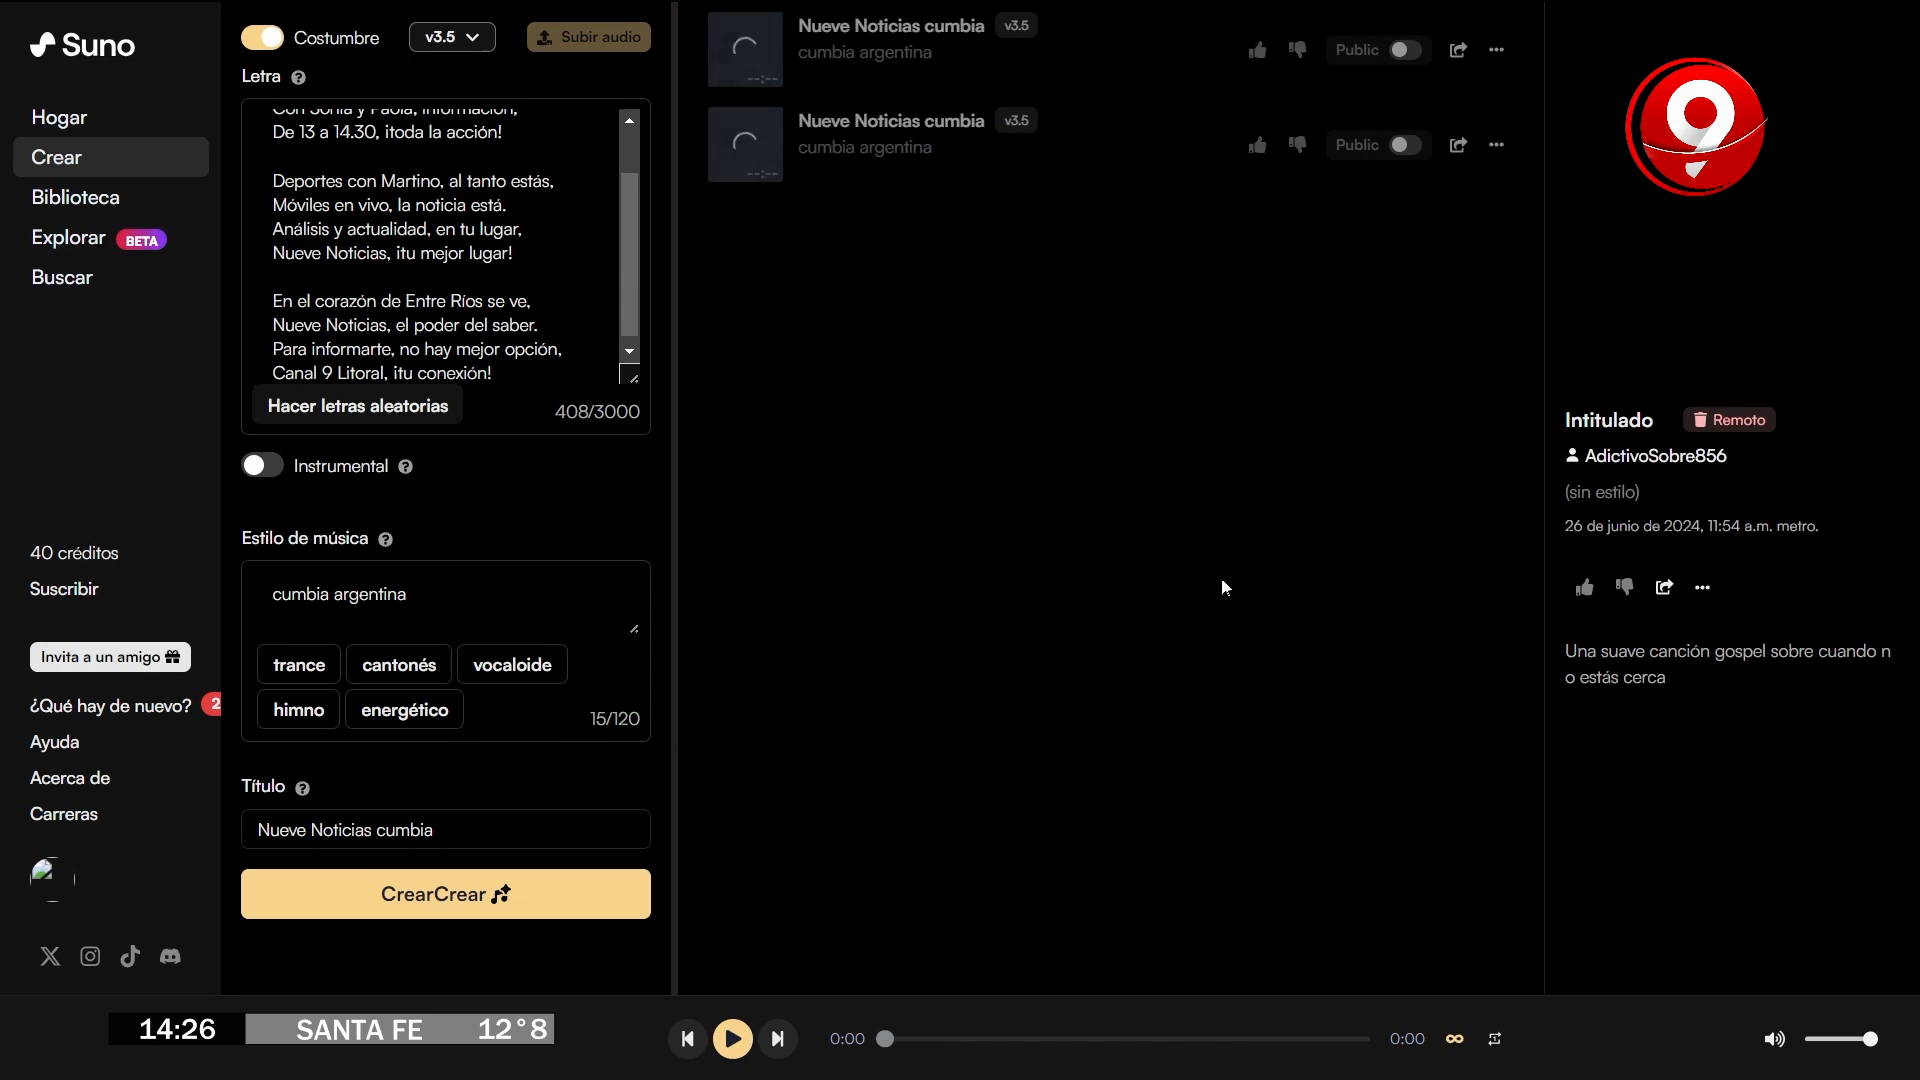 Suno
Hogar
Crear
Biblioteca
Explorar BETA
Buscar
40 créditos
Suscribir
Invita a un amigo
¿Qué hay de nuevo? 2
Ayuda
Acerca de
Carreras
Costumbre
v3.5
Subir audio
Letra ?
Con Sonia y Paola, información,
De 13 a 14.30, ¡toda la acción!
Deportes con Martino, al tanto estás,
Móviles en vivo, la noticia está.
Análisis y actualidad, en tu lugar,
Nueve Noticias, ¡tu mejor lugar!
En el corazón de Entre Ríos se ve,
Nueve Noticias, el poder del saber.
Para informarte, no hay mejor opción,
Canal 9 Litoral, ¡tu conexión!
Hacer letras aleatorias
408/3000
Instrumental ?
Estilo de música ?
cumbia argentina
trance
cantonés
vocaloide
himno
energético
15/120
Título ?
Nueve Noticias cumbia
CrearCrear
Nueve Noticias cumbia v3.5
cumbia argentina
--:--
Public
Nueve Noticias cumbia v3.5
cumbia argentina
--:--
Public
9
Intitulado
Remoto
AdictivoSobre856
(sin estilo)
26 de junio de 2024, 11:54 a.m. metro.
Una suave canción gospel sobre cuando n
o estás cerca
14:26 SANTA FE 12°8
0:00
0:00